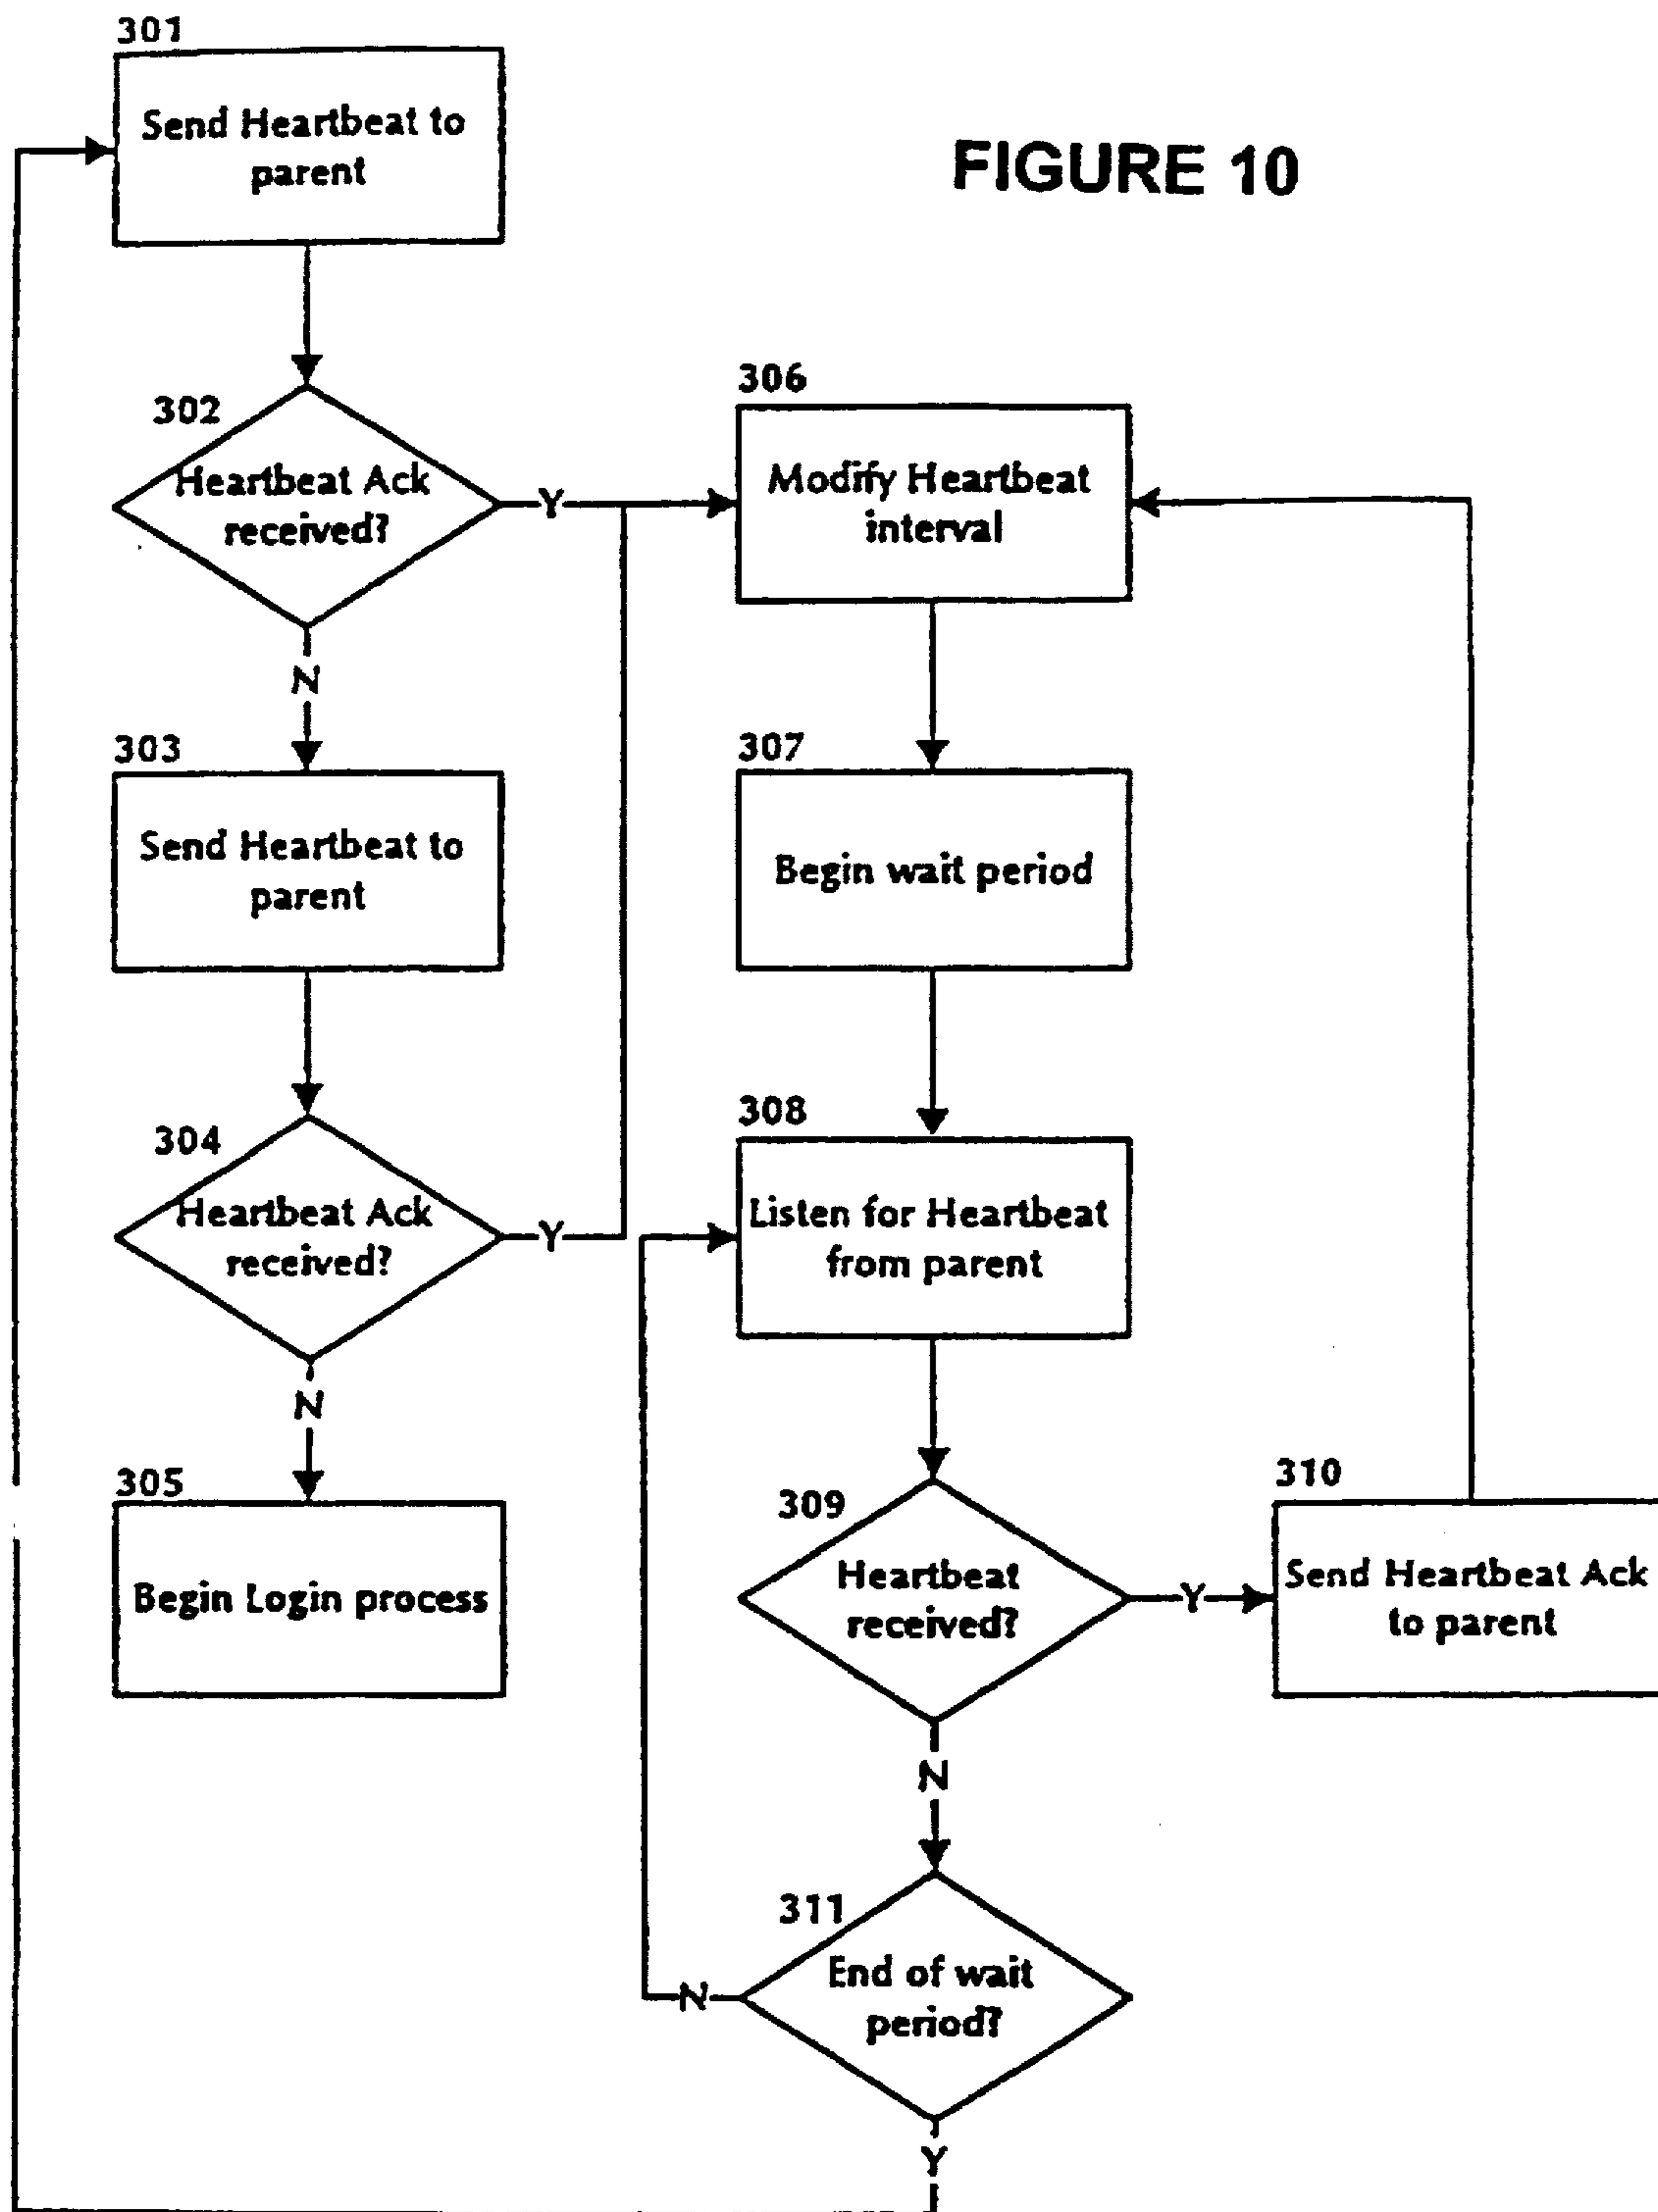 301
Send Heartbeat to
parent
FIGURE 10
302
Heartbeat Ack
received?
Y
N
303
Send Heartbeat to
parent
304
Heartbeat Ack
received?
Y
N
305
Begin Login process
306
Modify Heartbeat
interval
307
Begin wait period
308
Listen for Heartbeat
from parent
309
Heartbeat
received?
Y
N
310
Send Heartbeat Ack
to parent
311
End of wait
period?
N
Y